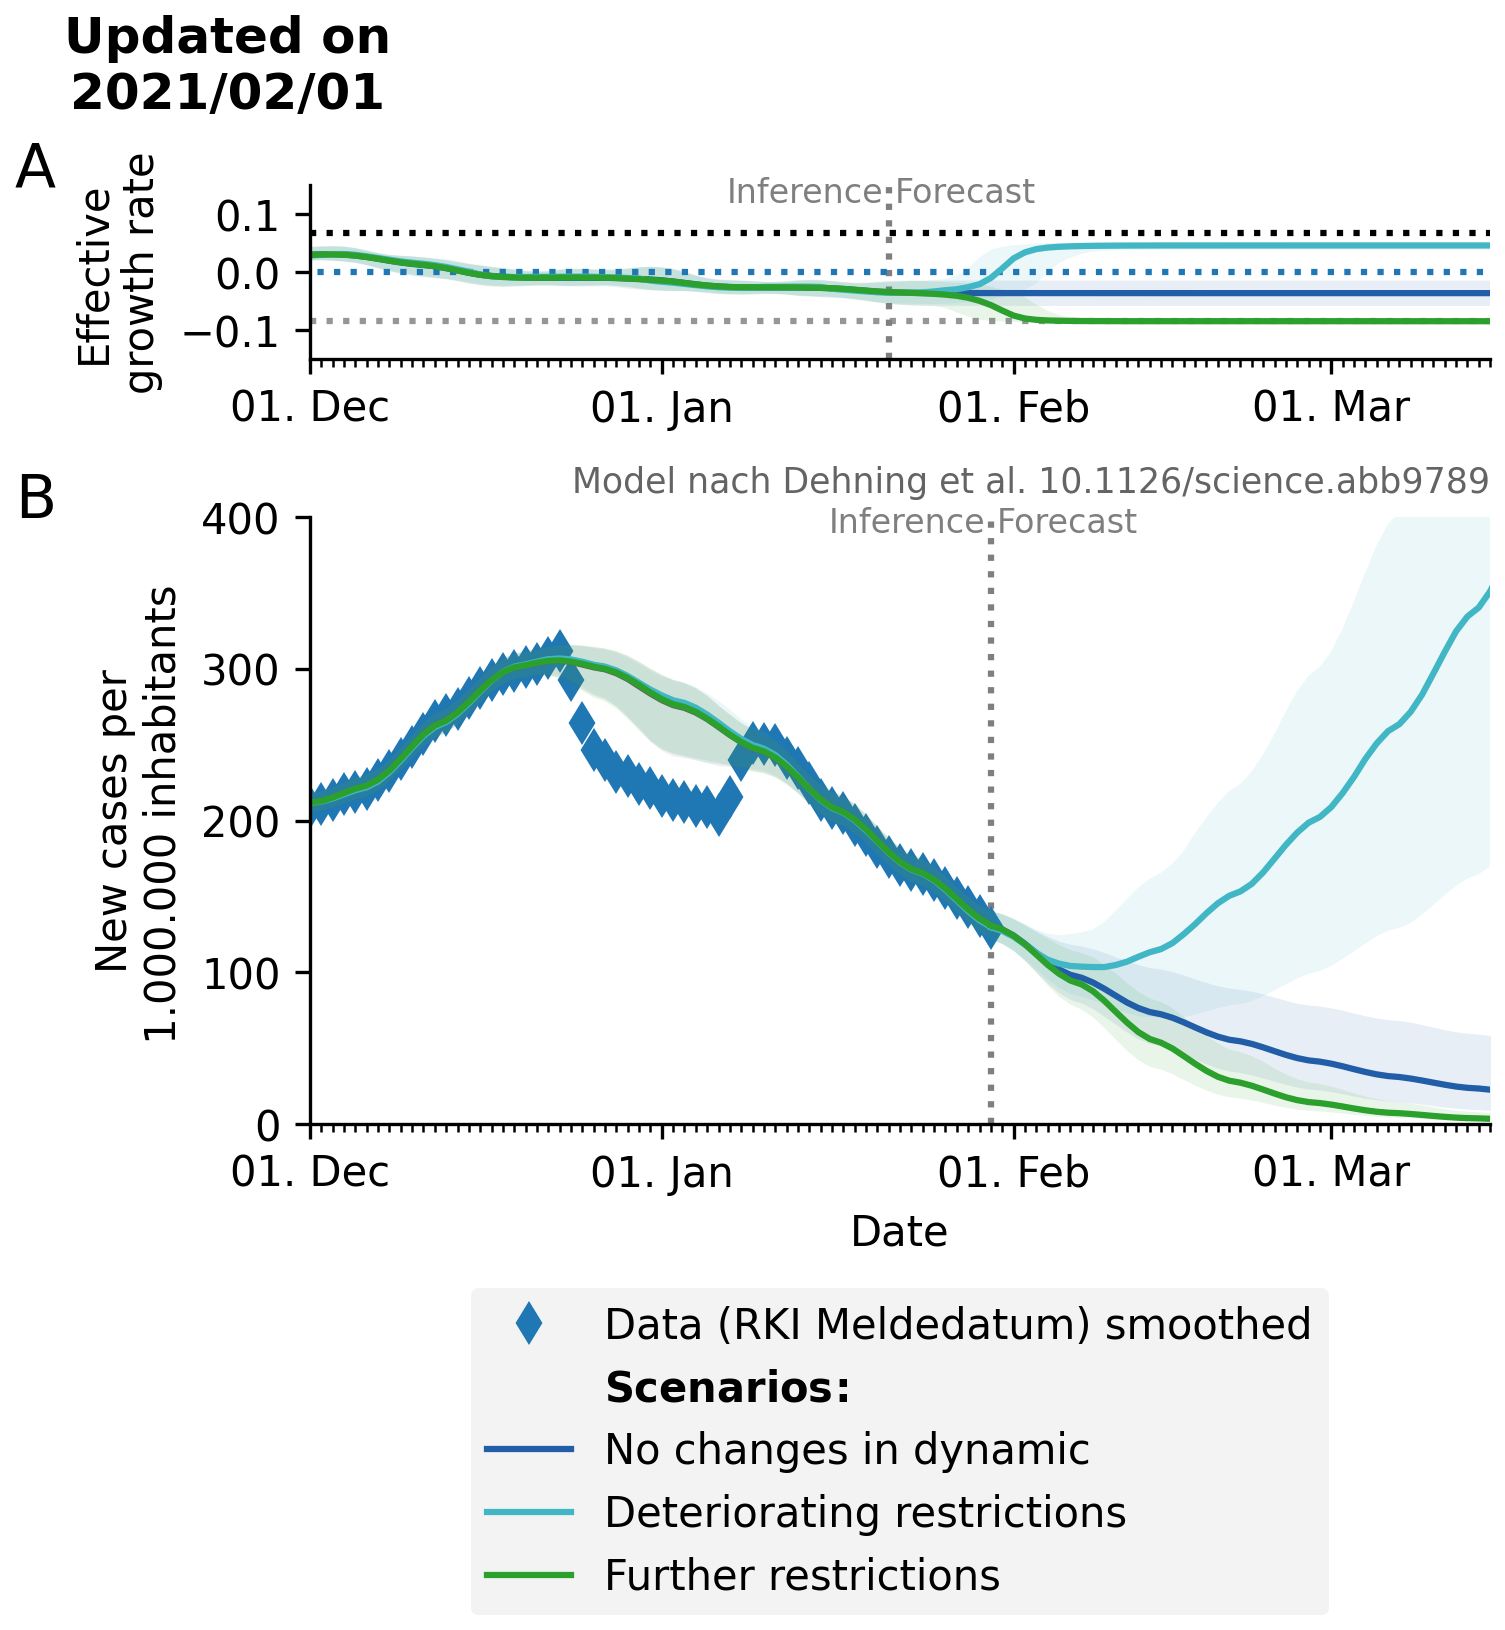 Updated on
2021/02/01
A
Effective
growth rate
0.1
0.0
−0.1
Inference Forecast
01. Dec
01. Jan
01. Feb
01. Mar
B
Model nach Dehning et al. 10.1126/science.abb9789
Inference Forecast
New cases per
1.000.000 inhabitants
400
300
200
100
0
01. Dec
01. Jan
01. Feb
01. Mar
Date
Data (RKI Meldedatum) smoothed
Scenarios:
No changes in dynamic
Deteriorating restrictions
Further restrictions